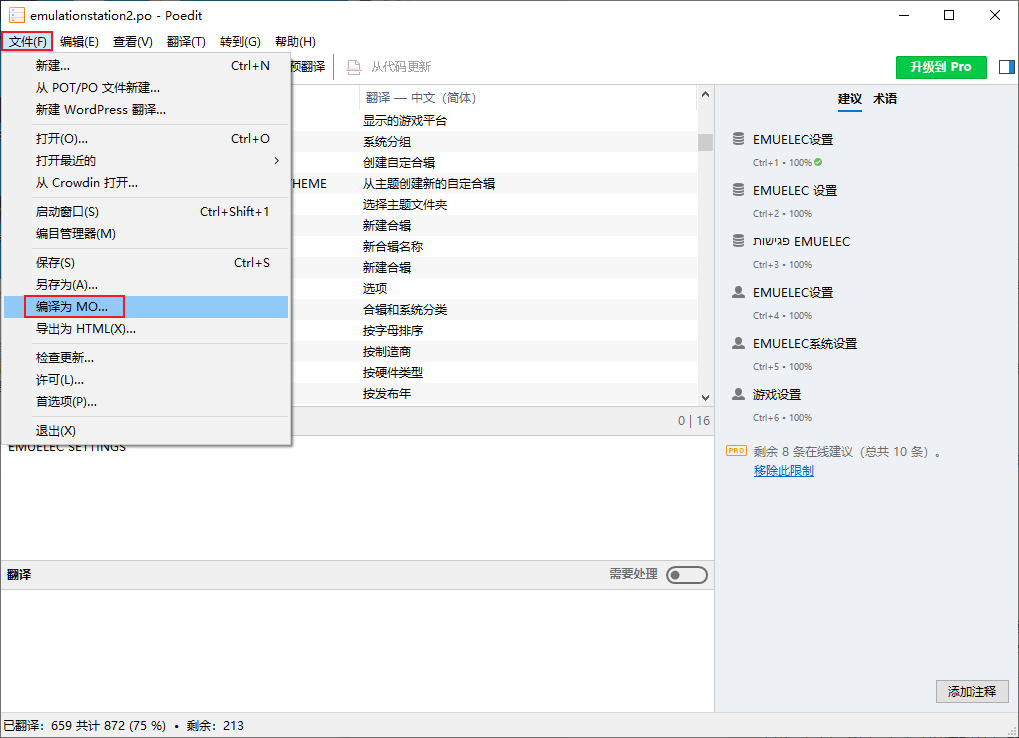 emulationstation2.po - Poedit
文件(F) 编辑(E) 查看(V) 翻译(T) 转到(G) 帮助(H)
预翻译 从代码更新 升级到 Pro
新建... Ctrl+N
从 POT/PO 文件新建...
新建 WordPress 翻译...
打开(O)... Ctrl+O
打开最近的
从 Crowdin 打开...
启动窗口(S) Ctrl+Shift+1
编目管理器(M)
保存(S) Ctrl+S
另存为(A)...
编译为 MO...
导出为 HTML(X)...
检查更新...
许可(L)...
首选项(P)...
退出(X)
翻译 — 中文（简体）
显示的游戏平台
系统分组
创建自定合辑
THEME 从主题创建新的自定合辑
选择主题文件夹
新建合辑
新合辑名称
新建合辑
选项
合辑和系统分类
按字母排序
按制造商
按硬件类型
按发布年
0 | 16
EMUELEC SETTINGS
翻译 需要处理
建议 术语
EMUELEC设置
Ctrl+1 • 100%
EMUELEC 设置
Ctrl+2 • 100%
פגישות EMUELEC
Ctrl+3 • 100%
EMUELEC设置
Ctrl+4 • 100%
EMUELEC系统设置
Ctrl+5 • 100%
游戏设置
Ctrl+6 • 100%
PRO 剩余 8 条在线建议（总共 10 条）。
移除此限制
添加注释
已翻译：659 共计 872 (75 %) • 剩余：213